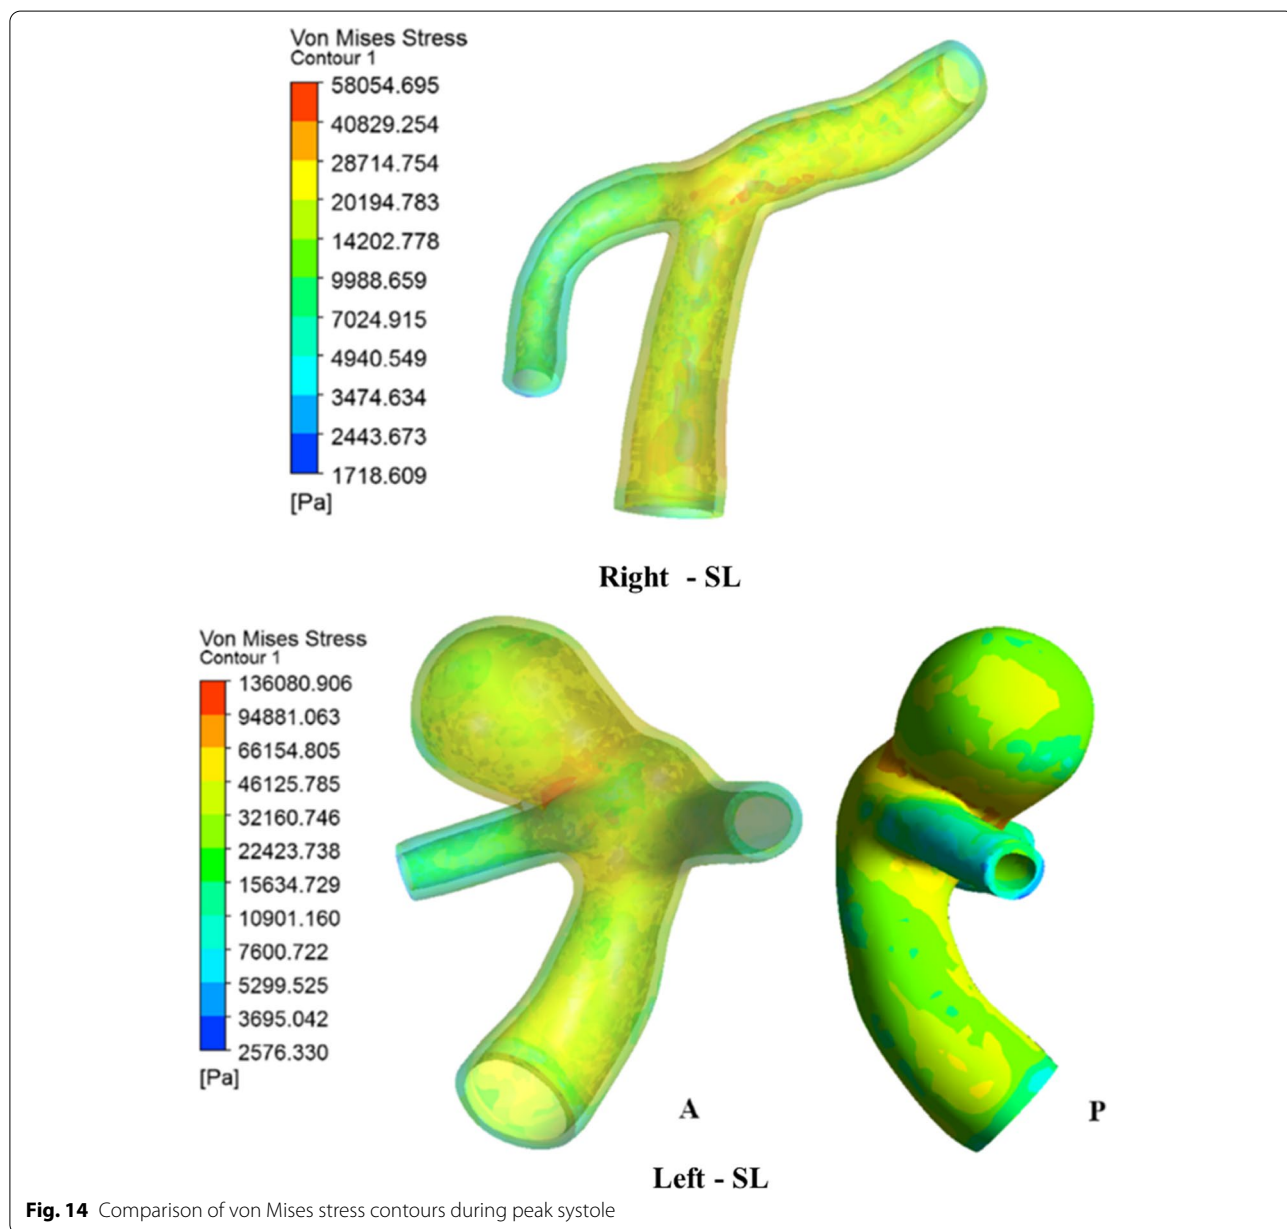 Von Mises Stress
Contour 1
58054.695
40829.254
28714.754
20194.783
14202.778
9988.659
7024.915
4940.549
3474.634
2443.673
1718.609
[Pa]
Right - SL
Von Mises Stress
Contour 1
136080.906
94881.063
66154.805
46125.785
32160.746
22423.738
15634.729
10901.160
7600.722
5299.525
3695.042
2576.330
[Pa]
A
P
Left - SL
Fig. 14 Comparison of von Mises stress contours during peak systole